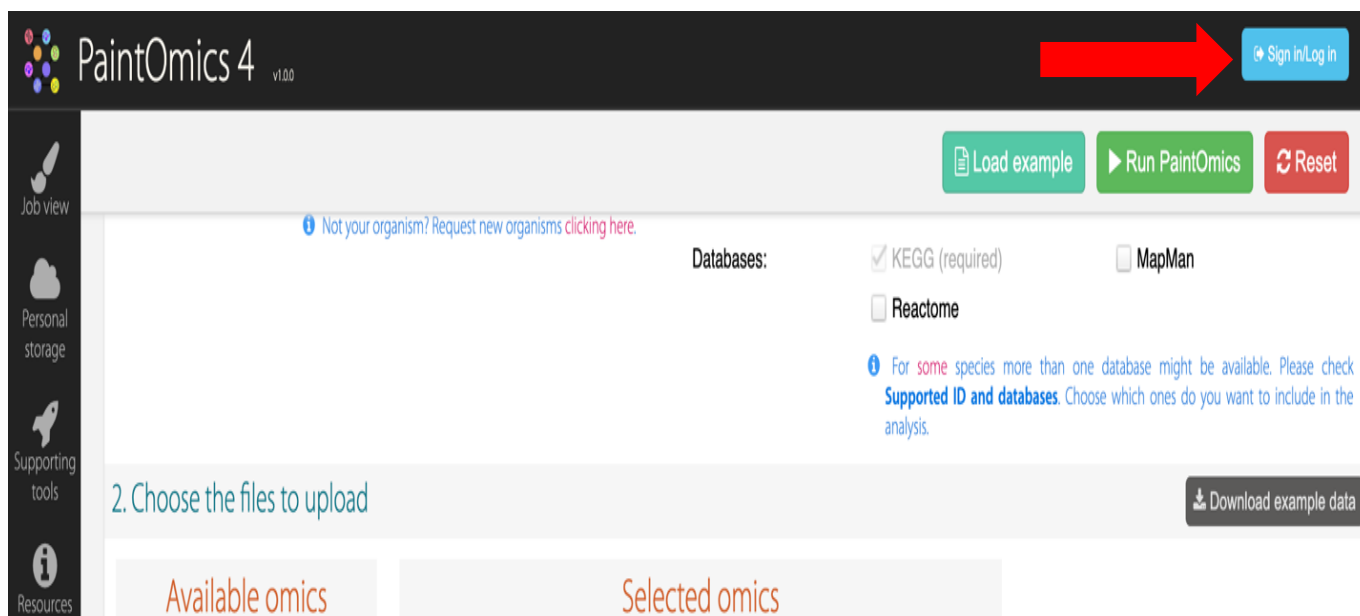 PaintOmics 4 v1.0.0
Sign in/Log in
Load example
Run PaintOmics
Reset
Job view
Not your organism? Request new organisms clicking here.
Databases:
KEGG (required)
MapMan
Reactome
Personal
storage
For some species more than one database might be available. Please check
Supported ID and databases. Choose which ones do you want to include in the
analysis.
Supporting
tools
2. Choose the files to upload
Download example data
Resources
Available omics
Selected omics